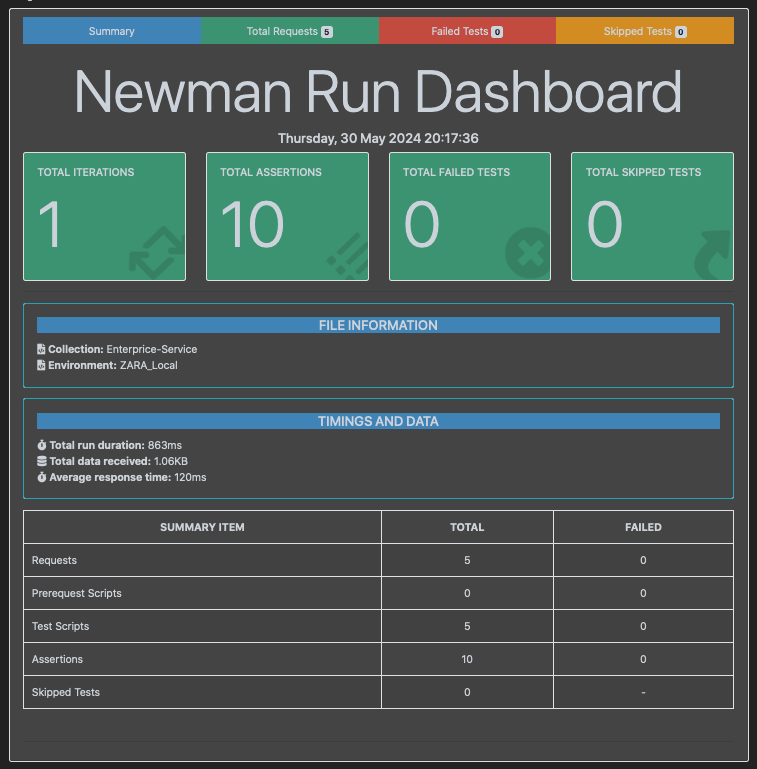 Summary Total Requests 5 Failed Tests 0 Skipped Tests 0
Newman Run Dashboard
Thursday, 30 May 2024 20:17:36
TOTAL ITERATIONS TOTAL ASSERTIONS TOTAL FAILED TESTS TOTAL SKIPPED TESTS
1 10 0 0
FILE INFORMATION
Collection: Enterprice-Service
Environment: ZARA_Local
TIMINGS AND DATA
Total run duration: 863ms
Total data received: 1.06KB
Average response time: 120ms
SUMMARY ITEM TOTAL FAILED
Requests 5 0
Prerequest Scripts 0 0
Test Scripts 5 0
Assertions 10 0
Skipped Tests 0 -